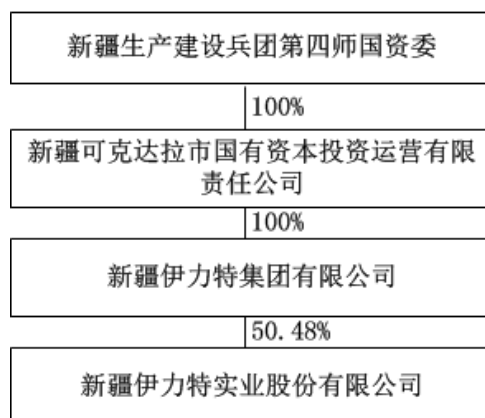 新疆生产建设兵团第四师国资委
100%
新疆可克达拉市国有资本投资运营有限
责任公司
100%
新疆伊力特集团有限公司
50.48%
新疆伊力特实业股份有限公司